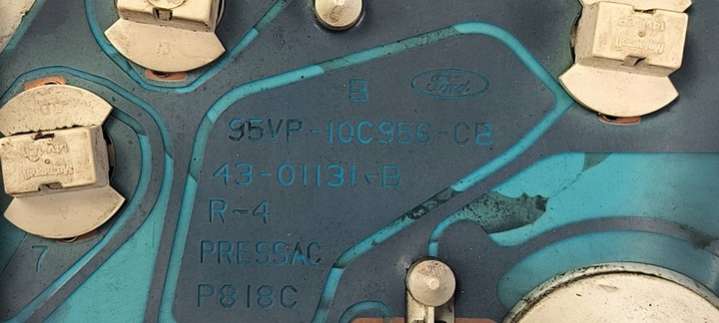 B Ford
95VP-10C956-CB
43-01131-B
R-4
PRESSAC
P818C
7